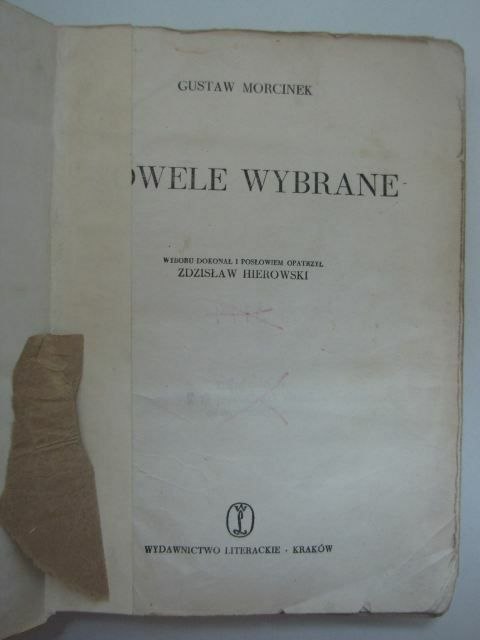 GUSTAW MORCINEK
OWELE WYBRANE
WYBORU DOKONAŁ I POSŁOWIEM OPATRZYŁ
ZDZISŁAW HIEROWSKI
WYDAWNICTWO LITERACKIE · KRAKÓW